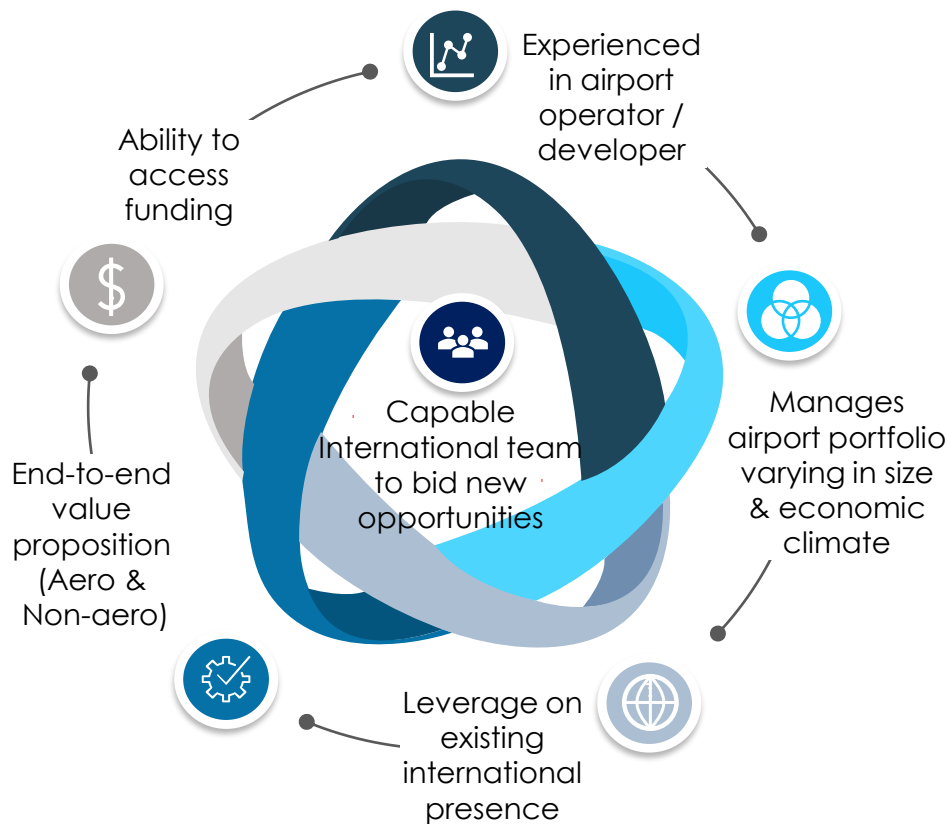 Experienced
in airport
operator /
developer
Ability to
access
funding
$
Capable
International team
to bid new
opportunities
Manages
airport portfolio
varying in size
& economic
climate
End-to-end
value
proposition
(Aero &
Non-aero)
Leverage on
existing
international
presence